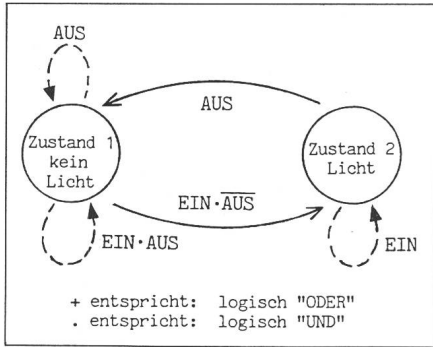 AUS
AUS
Zustand 1
kein
Licht
Zustand 2
Licht
EIN·A̅U̅S̅
EIN·AUS
EIN
+ entspricht: logisch "ODER"
. entspricht: logisch "UND"